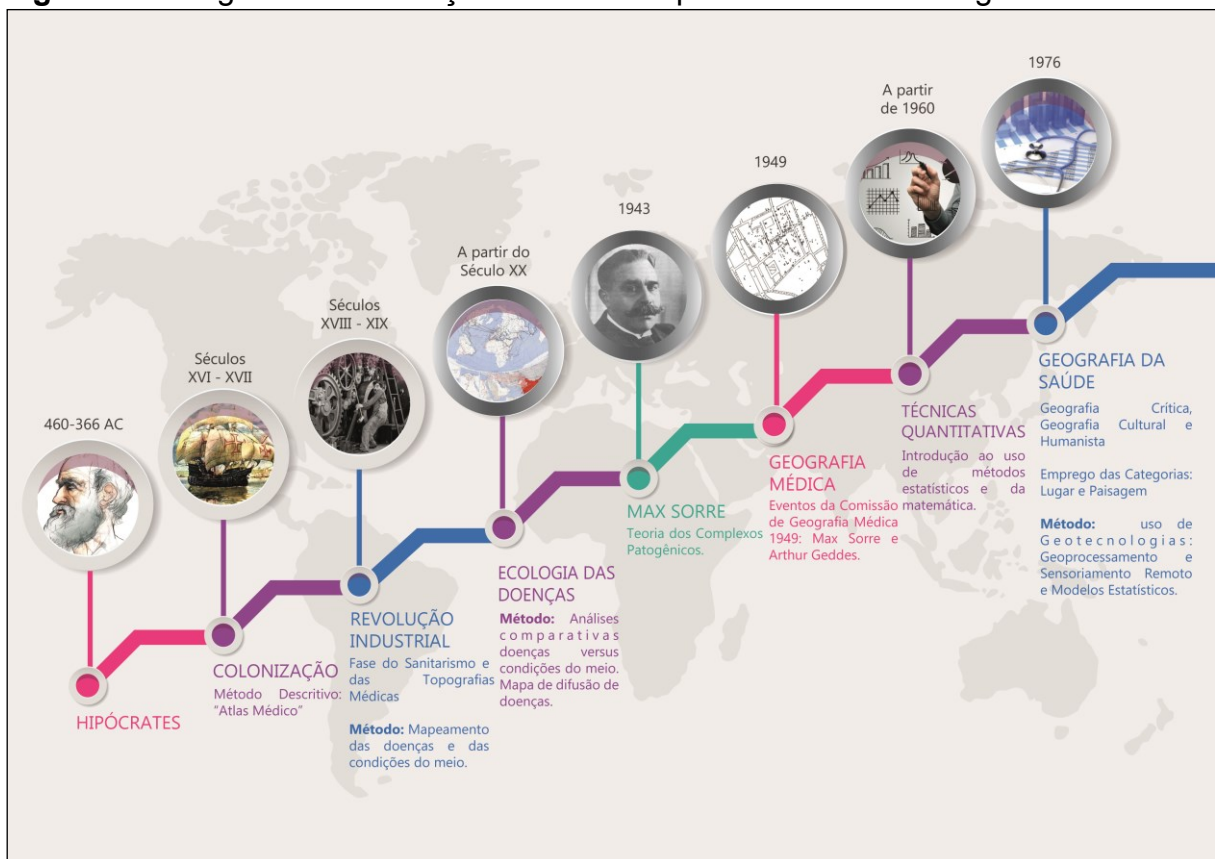 460-366 AC
HIPÓCRATES
Séculos
XVI - XVII
COLONIZAÇÃO
Método Descritivo:
"Atlas Médico"
Séculos
XVIII - XIX
REVOLUÇÃO
INDUSTRIAL
Fase do Sanitarismo e
das Topografias
Médicas
Método: Mapeamento
das doenças e das
condições do meio.
A partir do
Século XX
ECOLOGIA DAS
DOENÇAS
Método: Análises
comparativas
doenças versus
condições do meio.
Mapa de difusão de
doenças.
1943
MAX SORRE
Teoria dos Complexos
Patogênicos.
1949
GEOGRAFIA
MÉDICA
Eventos da Comissão
de Geografia Médica
1949: Max Sorre e
Arthur Geddes.
A partir
de 1960
TÉCNICAS
QUANTITATIVAS
Introdução ao uso
de métodos
estatísticos e da
matemática.
1976
GEOGRAFIA DA
SAÚDE
Geografia Crítica,
Geografia Cultural e
Humanista
Emprego das Categorias:
Lugar e Paisagem
Método: uso de
Geotecnologias:
Geoprocessamento e
Sensoriamento Remoto
e Modelos Estatísticos.